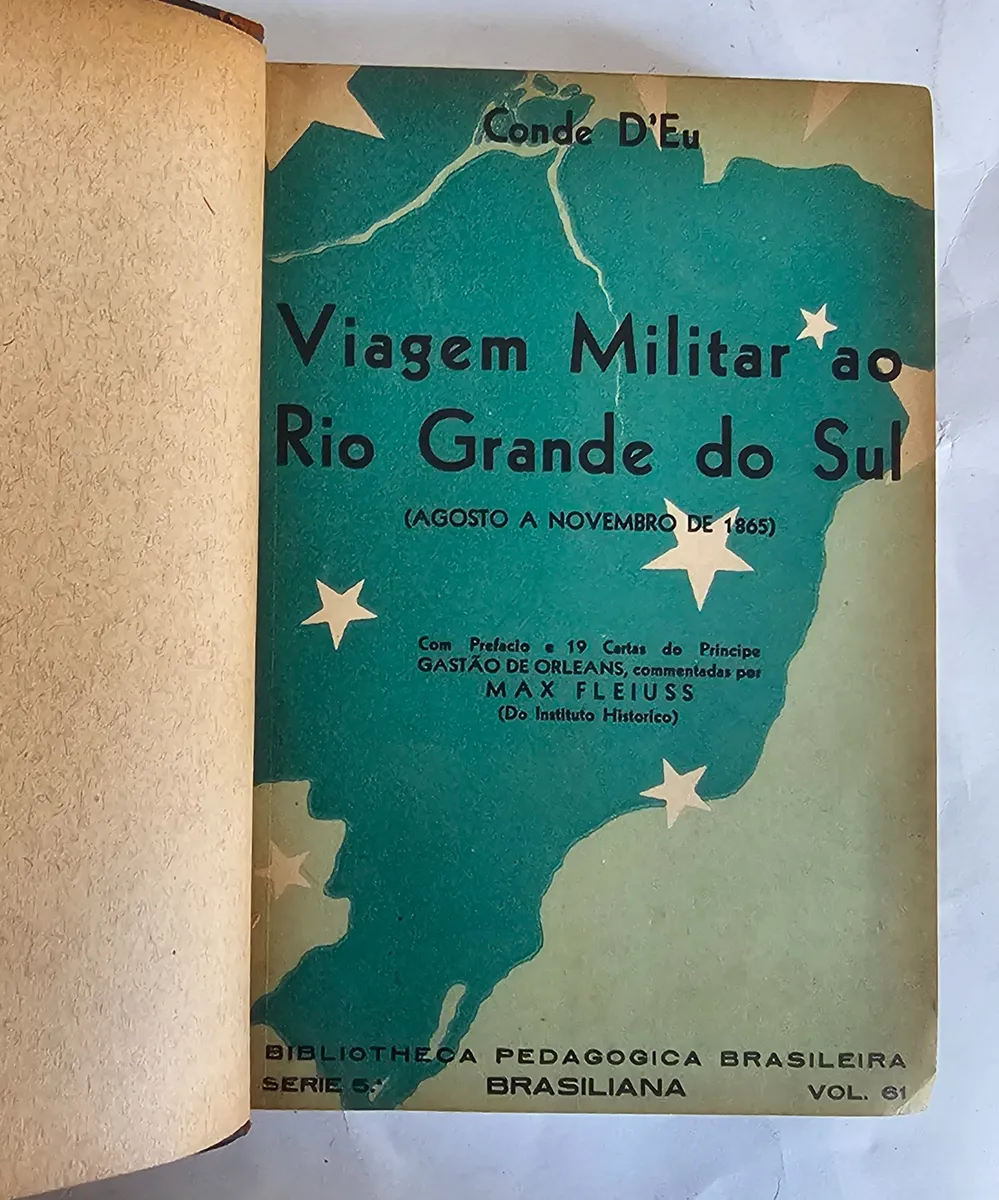 Conde D'Eu
Viagem Militar ao
Rio Grande do Sul
(AGOSTO A NOVEMBRO DE 1865)
Com Prefacio e 19 Cartas do Principe
GASTÃO DE ORLEANS, commentadas por
MAX FLEIUSS
(Do Instituto Historico)
BIBLIOTHECA PEDAGOGICA BRASILEIRA
SERIE 5.ª BRASILIANA VOL. 61